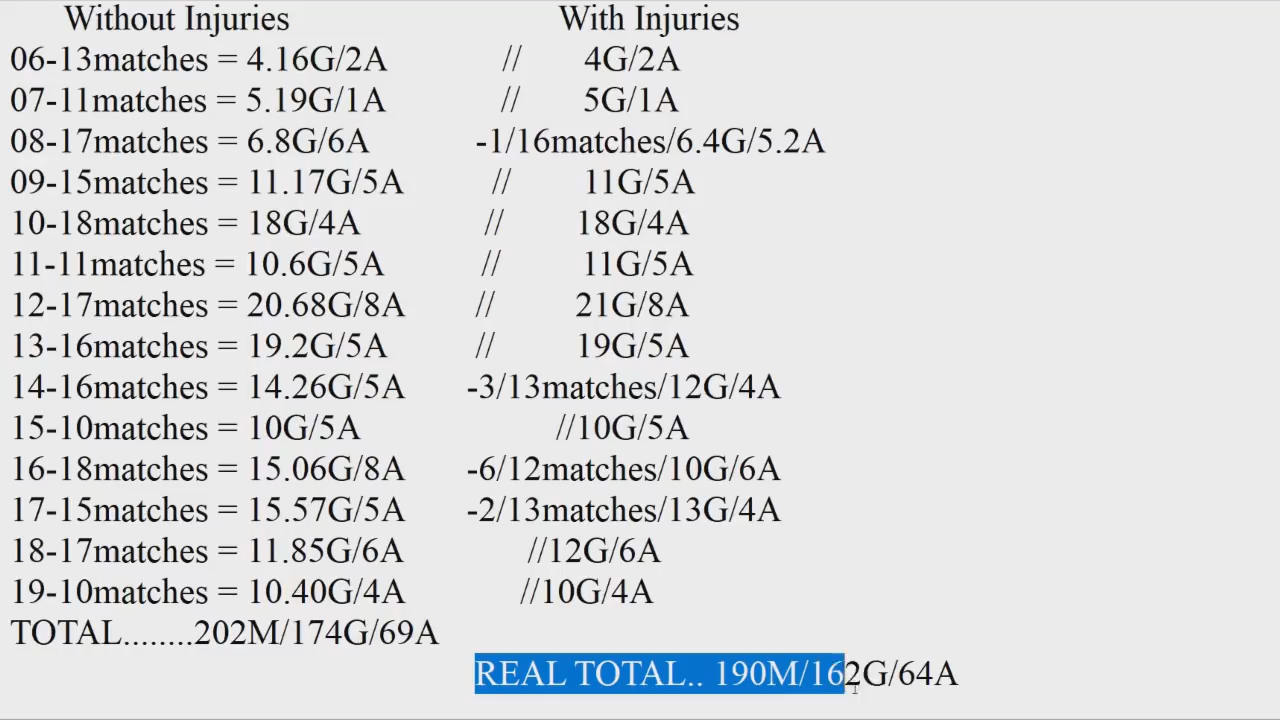 Without Injuries With Injuries
06-13matches = 4.16G/2A // 4G/2A
07-11matches = 5.19G/1A // 5G/1A
08-17matches = 6.8G/6A -1/16matches/6.4G/5.2A
09-15matches = 11.17G/5A // 11G/5A
10-18matches = 18G/4A // 18G/4A
11-11matches = 10.6G/5A // 11G/5A
12-17matches = 20.68G/8A // 21G/8A
13-16matches = 19.2G/5A // 19G/5A
14-16matches = 14.26G/5A -3/13matches/12G/4A
15-10matches = 10G/5A //10G/5A
16-18matches = 15.06G/8A -6/12matches/10G/6A
17-15matches = 15.57G/5A -2/13matches/13G/4A
18-17matches = 11.85G/6A //12G/6A
19-10matches = 10.40G/4A //10G/4A
TOTAL........202M/174G/69A
REAL TOTAL.. 190M/162G/64A